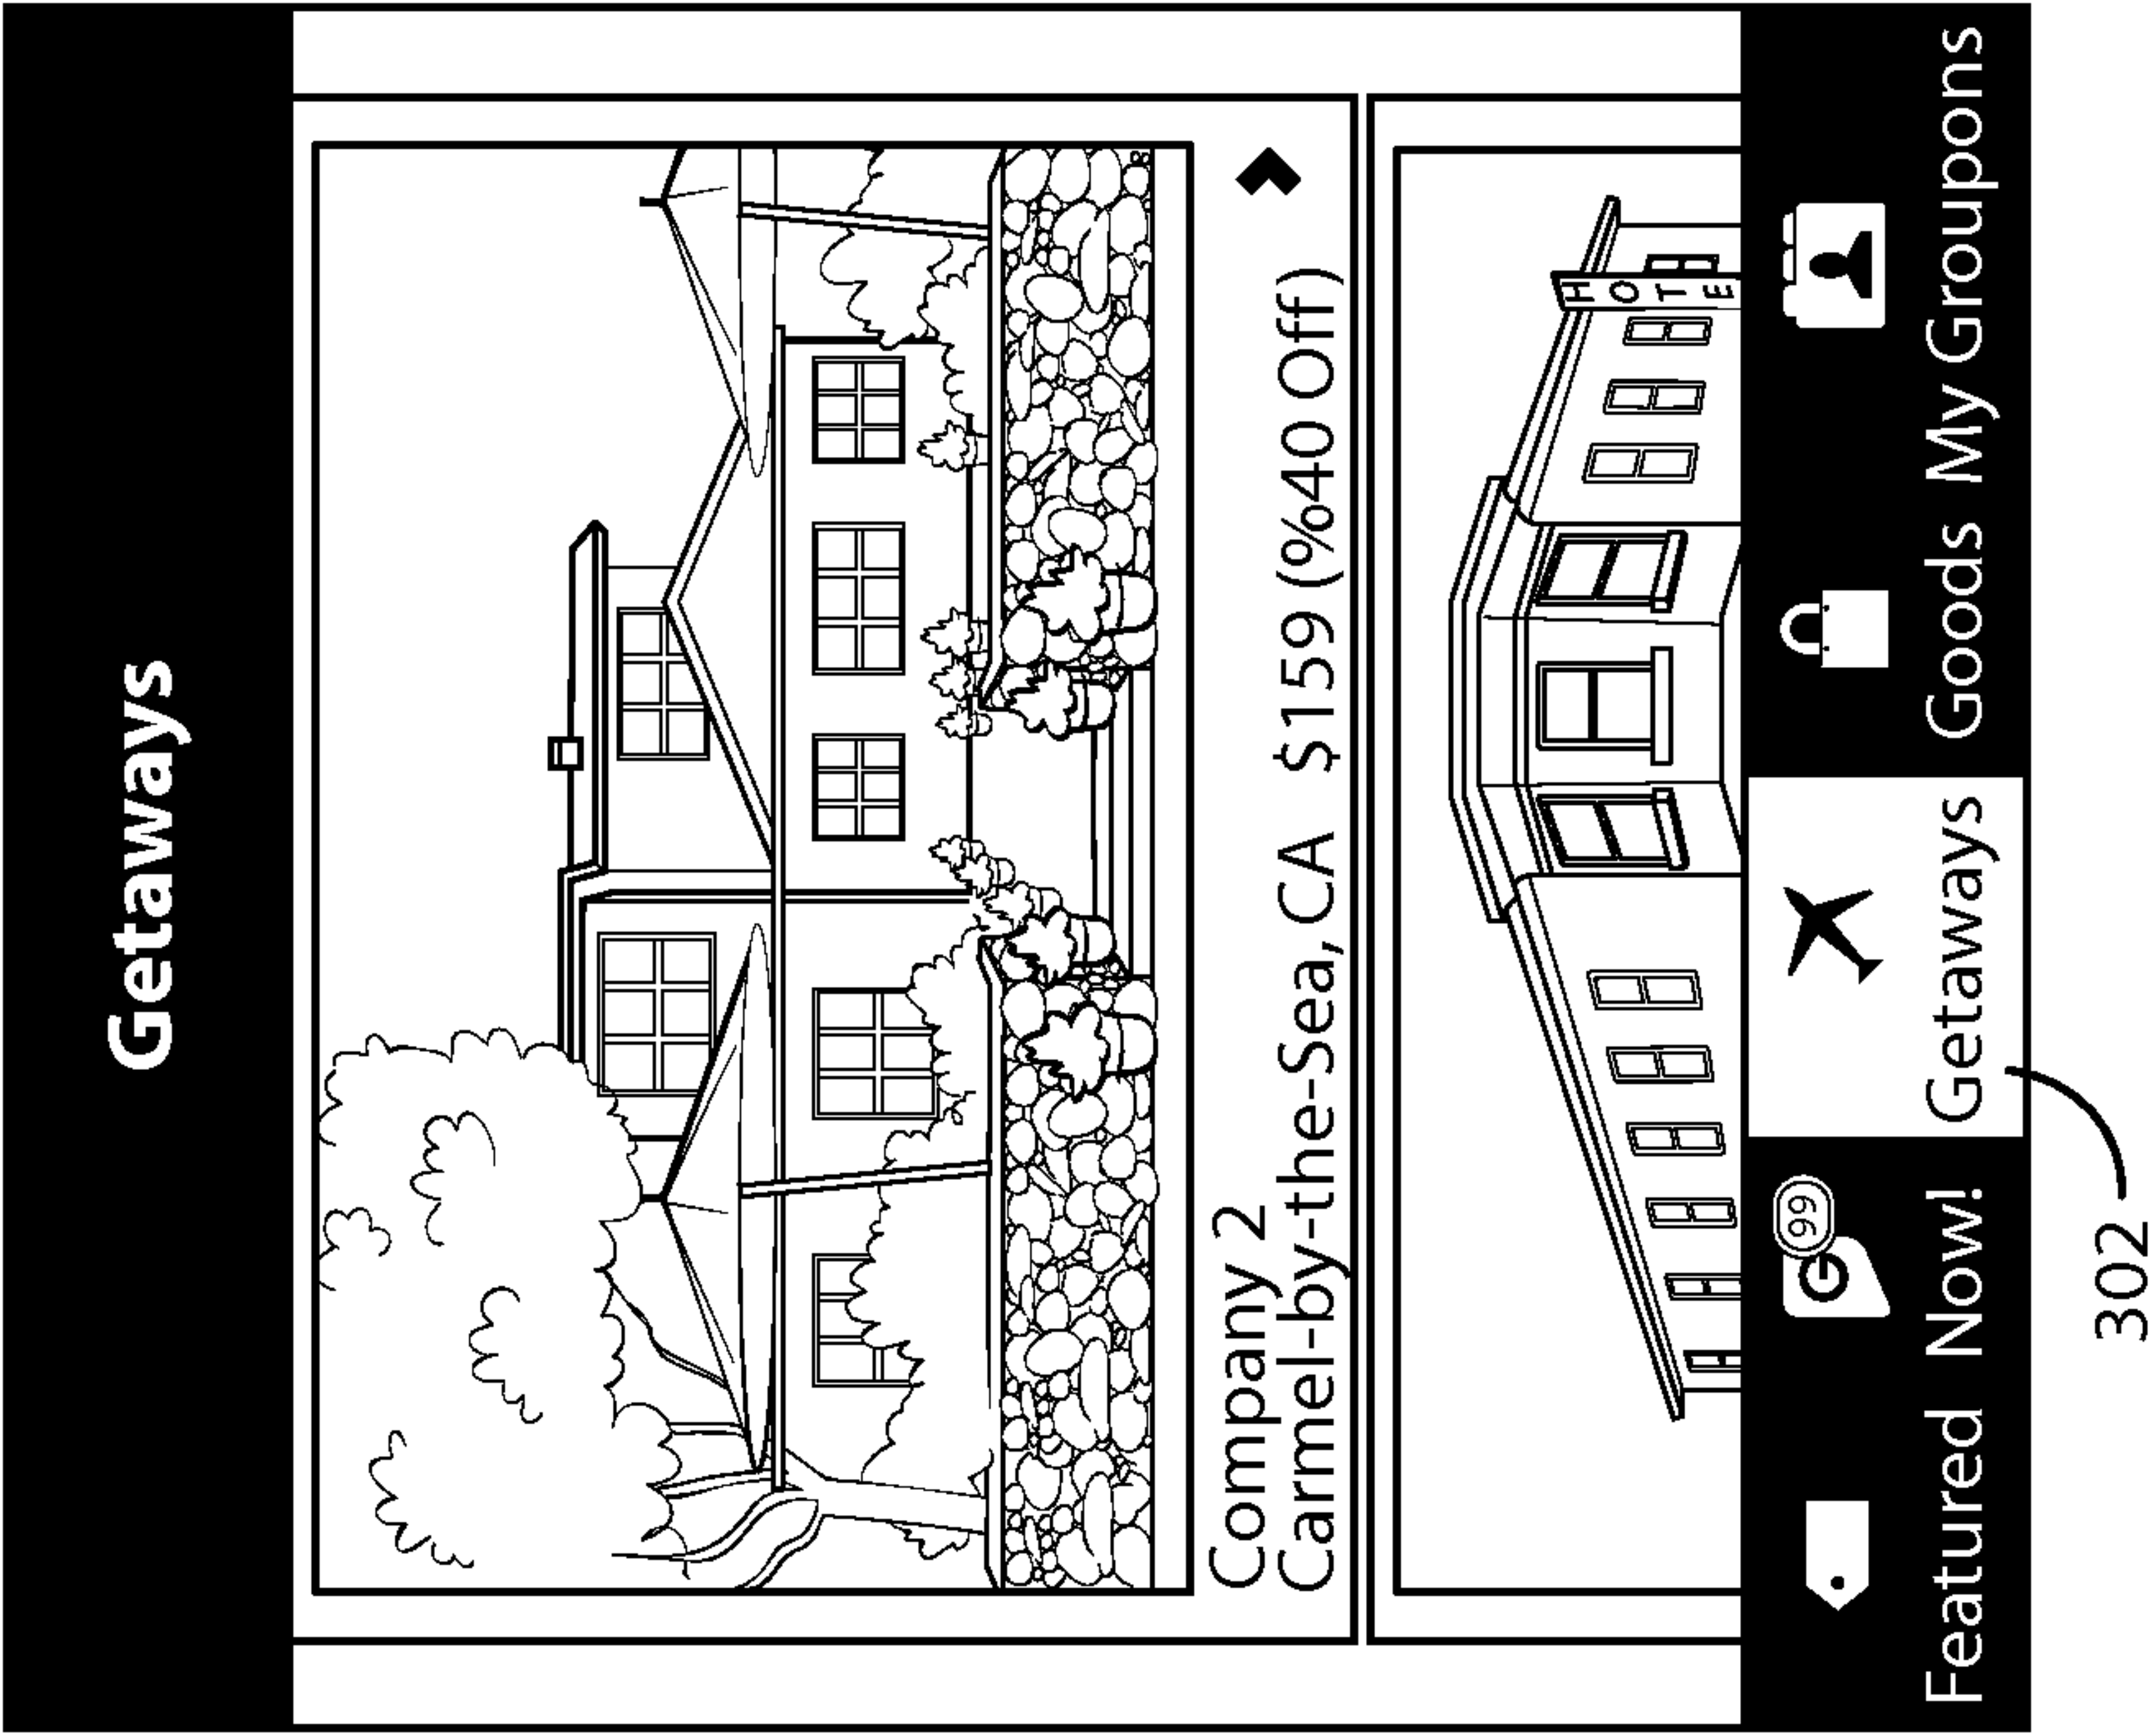 Getaways
Company 2
Carmel-by-the-Sea, CA $159 (%40 Off)
H
O
T
E
G 99
Featured Now! Getaways Goods My Groupons
302